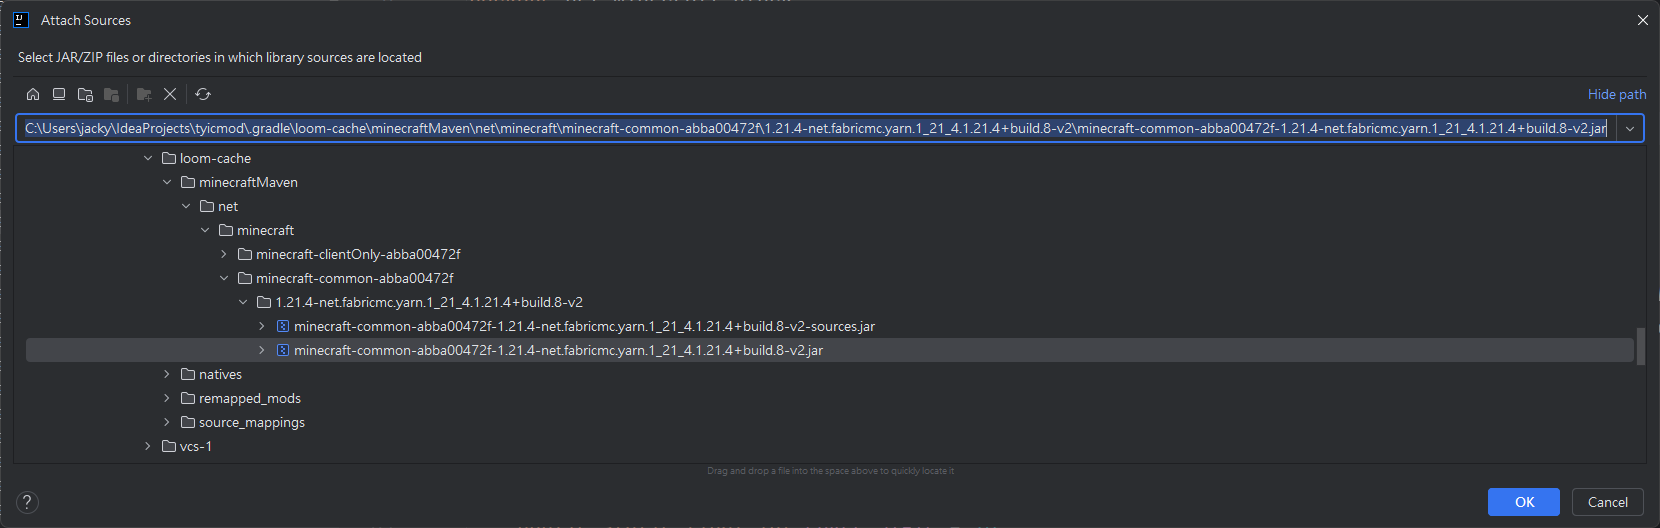 Attach Sources
Select JAR/ZIP files or directories in which library sources are located
Hide path
C:\Users\jacky\IdeaProjects\tyicmod\.gradle\loom-cache\minecraftMaven\net\minecraft\minecraft-common-abba00472f\1.21.4-net.fabricmc.yarn.1_21_4.1.21.4+build.8-v2\minecraft-common-abba00472f-1.21.4-net.fabricmc.yarn.1_21_4.1.21.4+build.8-v2.jar
loom-cache
minecraftMaven
net
minecraft
minecraft-clientOnly-abba00472f
minecraft-common-abba00472f
1.21.4-net.fabricmc.yarn.1_21_4.1.21.4+build.8-v2
minecraft-common-abba00472f-1.21.4-net.fabricmc.yarn.1_21_4.1.21.4+build.8-v2-sources.jar
minecraft-common-abba00472f-1.21.4-net.fabricmc.yarn.1_21_4.1.21.4+build.8-v2.jar
natives
remapped_mods
source_mappings
vcs-1
Drag and drop a file into the space above to quickly locate it
? OK Cancel